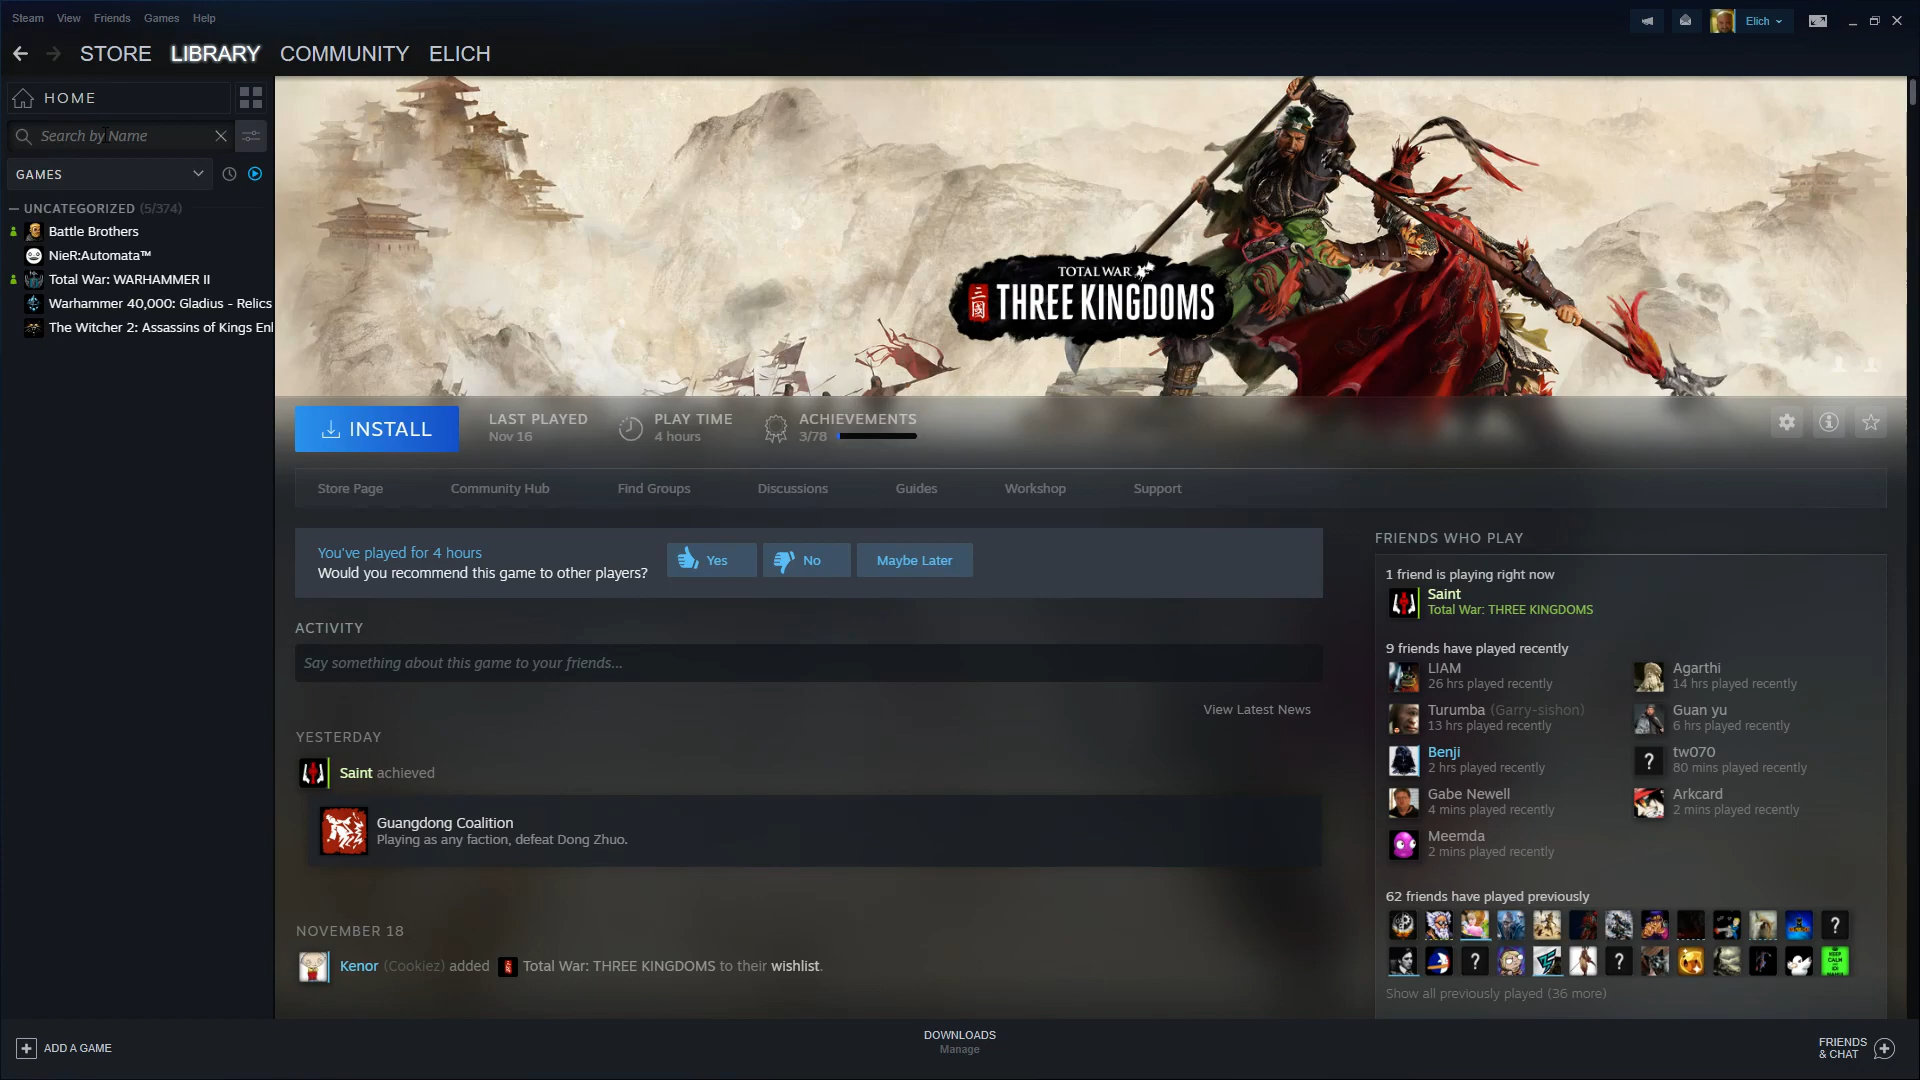 Steam View Friends Games Help
Elich
STORE LIBRARY COMMUNITY ELICH
HOME
Search by Name
GAMES
UNCATEGORIZED (5/374)
Battle Brothers
NieR:Automata™
Total War: WARHAMMER II
Warhammer 40,000: Gladius - Relics
The Witcher 2: Assassins of Kings Enl
TOTAL WAR
三國 THREE KINGDOMS
INSTALL
LAST PLAYED
Nov 16
PLAY TIME
4 hours
ACHIEVEMENTS
3/78
Store Page Community Hub Find Groups Discussions Guides Workshop Support
You've played for 4 hours
Would you recommend this game to other players?
Yes No Maybe Later
ACTIVITY
Say something about this game to your friends...
View Latest News
YESTERDAY
Saint achieved
Guangdong Coalition
Playing as any faction, defeat Dong Zhuo.
NOVEMBER 18
Kenor (Cookiez) added Total War: THREE KINGDOMS to their wishlist.
FRIENDS WHO PLAY
1 friend is playing right now
Saint
Total War: THREE KINGDOMS
9 friends have played recently
LIAM
26 hrs played recently
Agarthi
14 hrs played recently
Turumba (Garry-sishon)
13 hrs played recently
Guan yu
6 hrs played recently
Benji
2 hrs played recently
tw070
80 mins played recently
Gabe Newell
4 mins played recently
Arkcard
2 mins played recently
Meemda
2 mins played recently
62 friends have played previously
KEEP
CALM
Show all previously played (36 more)
ADD A GAME
DOWNLOADS
Manage
FRIENDS
& CHAT